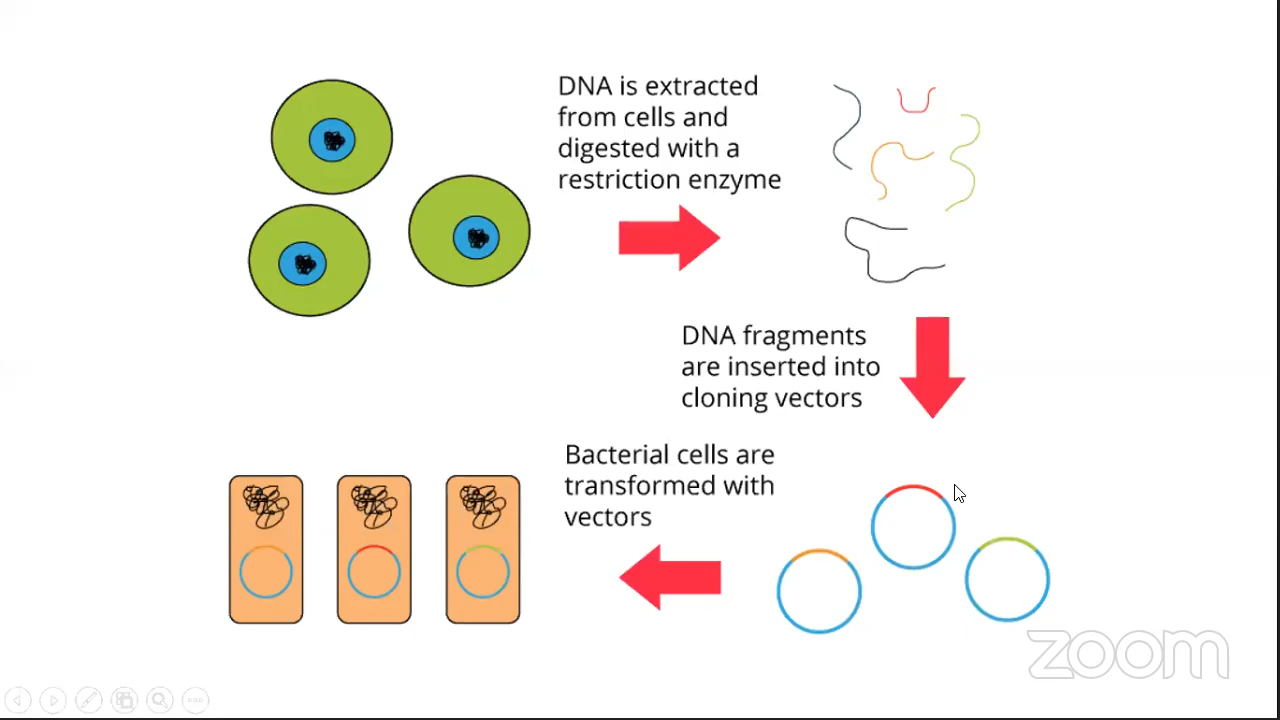 DNA is extracted
from cells and
digested with a
restriction enzyme
DNA fragments
are inserted into
cloning vectors
Bacterial cells are
transformed with
vectors
zoom